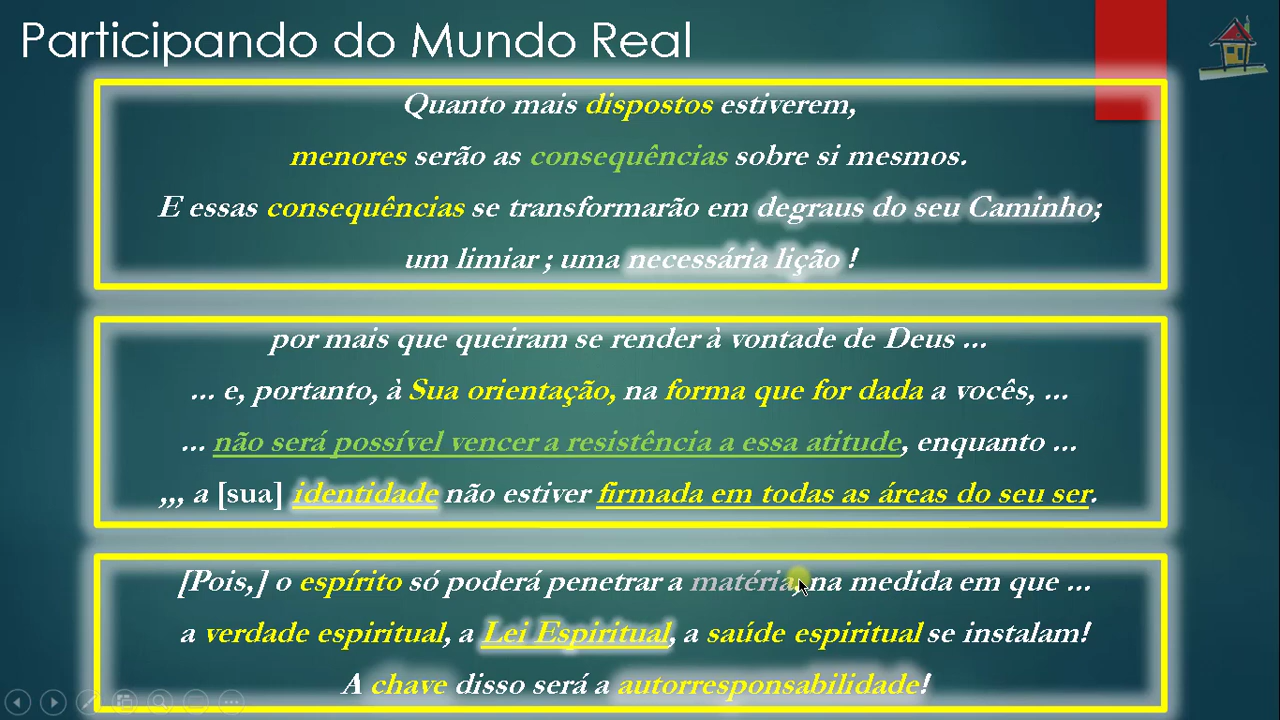 Participando do Mundo Real
Quanto mais dispostos estiverem,
menores serão as consequências sobre si mesmos.
E essas consequências se transformarão em degraus do seu Caminho;
um limiar ; uma necessária lição !
por mais que queiram se render à vontade de Deus ...
... e, portanto, à Sua orientação, na forma que for dada a vocês, ...
... não será possível vencer a resistência a essa atitude, enquanto ...
,,, a [sua] identidade não estiver firmada em todas as áreas do seu ser.
[Pois,] o espírito só poderá penetrar a matéria, na medida em que ...
a verdade espiritual, a Lei Espiritual, a saúde espiritual se instalam!
A chave disso será a autorresponsabilidade!